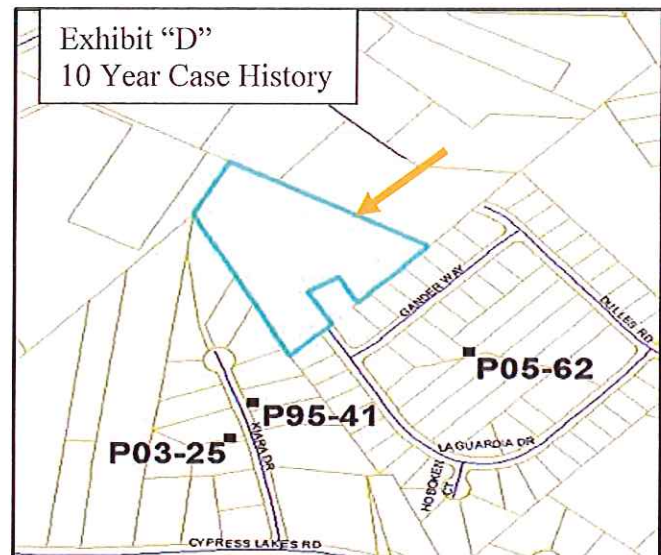 Exhibit “D”
10 Year Case History
GANDER WAY
DULLES RD
P05-62
P95-41
KIARA DR
P03-25
LAGUARDIA DR
HOBOKEN
CT
CYPRESS LAKES RD